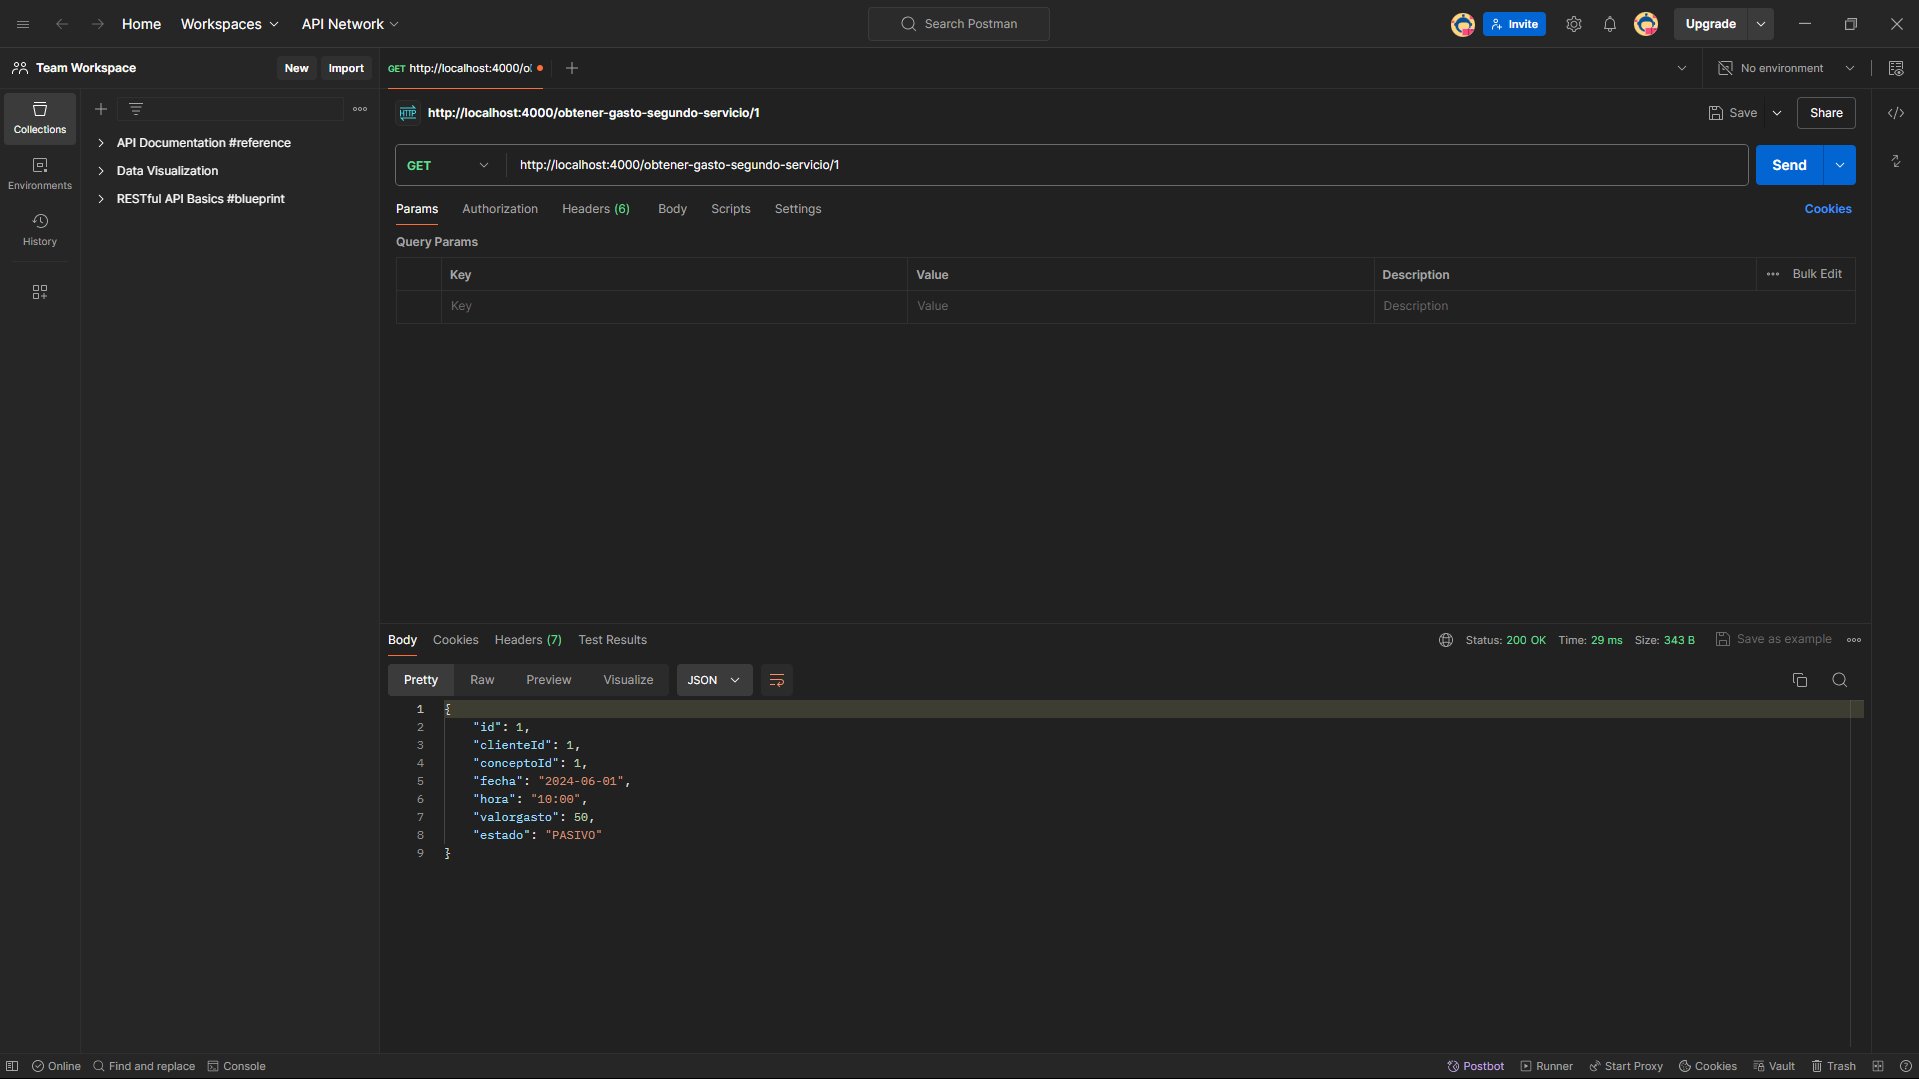 Home
Workspaces
API Network
Search Postman
Invite
Upgrade
Team Workspace
New
Import
GET http://localhost:4000/ol
No environment
Collections
Environments
History
API Documentation #reference
Data Visualization
RESTful API Basics #blueprint
HTTP
http://localhost:4000/obtener-gasto-segundo-servicio/1
Save
Share
GET
http://localhost:4000/obtener-gasto-segundo-servicio/1
Send
Params
Authorization
Headers (6)
Body
Scripts
Settings
Cookies
Query Params
Key
Value
Description
Bulk Edit
Key
Value
Description
Body
Cookies
Headers (7)
Test Results
Status: 200 OK
Time: 29 ms
Size: 343 B
Save as example
Pretty
Raw
Preview
Visualize
JSON
1 {
2 "id": 1,
3 "clienteId": 1,
4 "conceptoId": 1,
5 "fecha": "2024-06-01",
6 "hora": "10:00",
7 "valorgasto": 50,
8 "estado": "PASIVO"
9 }
Online
Find and replace
Console
Postbot
Runner
Start Proxy
Cookies
Vault
Trash